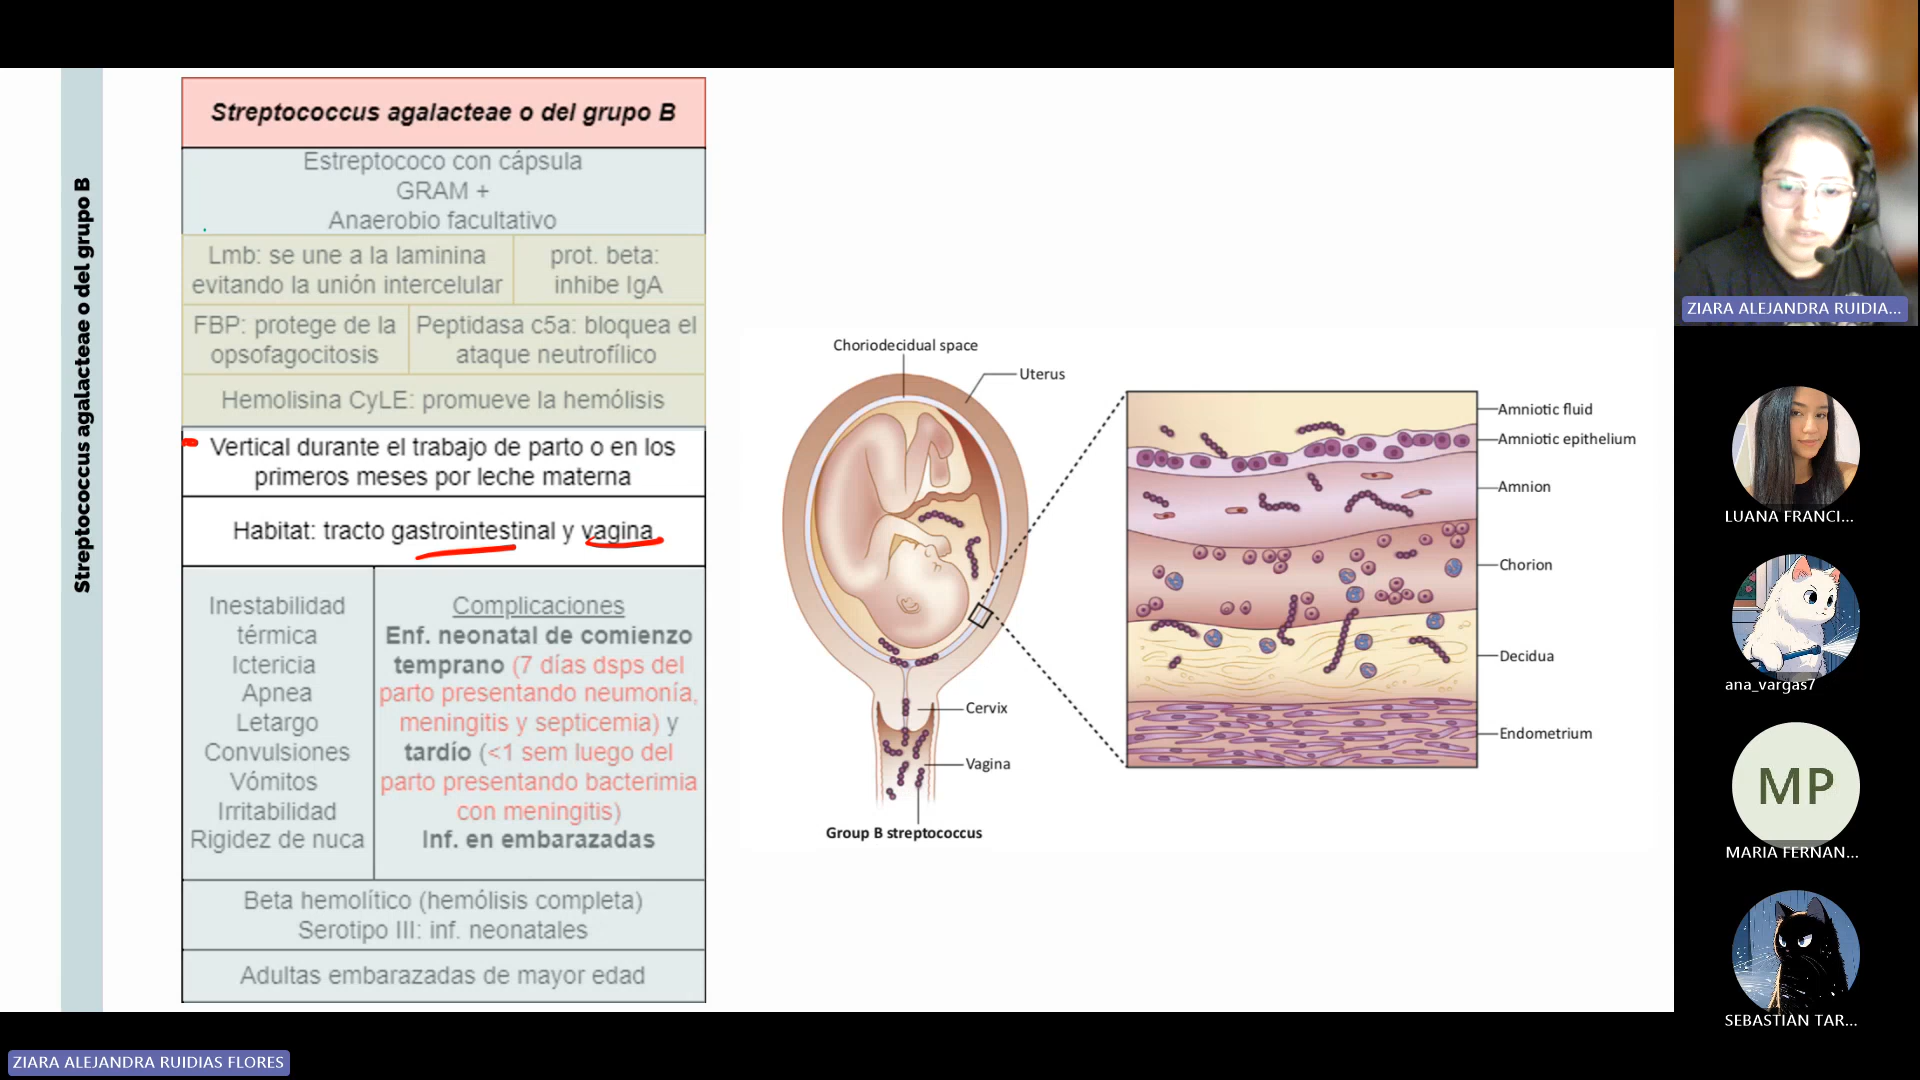 Streptococcus agalacteae o del grupo B
Streptococcus agalacteae o del grupo B
Estreptococo con cápsula
GRAM +
Anaerobio facultativo
Lmb: se une a la laminina
evitando la unión intercelular
prot. beta:
inhibe IgA
FBP: protege de la
opsofagocitosis
Peptidasa c5a: bloquea el
ataque neutrofílico
Hemolisina CyLE: promueve la hemólisis
Vertical durante el trabajo de parto o en los
primeros meses por leche materna
Habitat: tracto gastrointestinal y vagina
Inestabilidad
térmica
Ictericia
Apnea
Letargo
Convulsiones
Vómitos
Irritabilidad
Rigidez de nuca
Complicaciones
Enf. neonatal de comienzo
temprano (7 días dsps del
parto presentando neumonía,
meningitis y septicemia) y
tardío (<1 sem luego del
parto presentando bacterimia
con meningitis)
Inf. en embarazadas
Beta hemolítico (hemólisis completa)
Serotipo III: inf. neonatales
Adultas embarazadas de mayor edad
Choriodecidual space
Uterus
Cervix
Vagina
Group B streptococcus
Amniotic fluid
Amniotic epithelium
Amnion
Chorion
Decidua
Endometrium
ZIARA ALEJANDRA RUIDIA...
LUANA FRANCI...
ana_vargas7
MP
MARIA FERNAN...
SEBASTIAN TAR...
ZIARA ALEJANDRA RUIDIAS FLORES